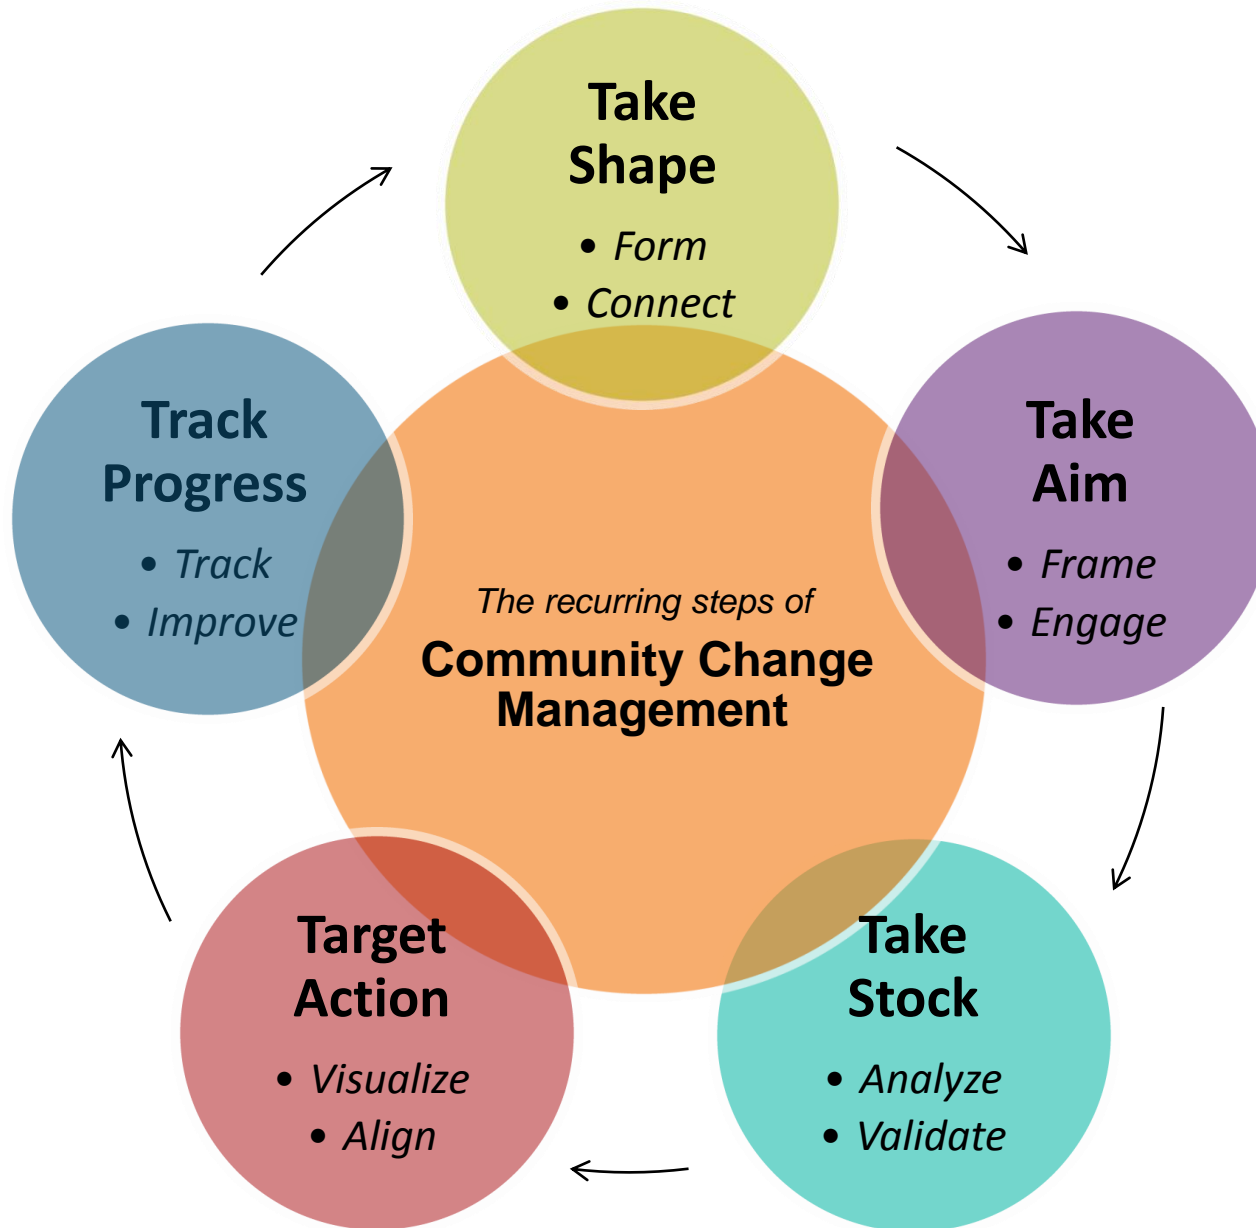 Take
Shape
• Form
• Connect
Take
Aim
• Frame
• Engage
Take
Stock
• Analyze
• Validate
Target
Action
• Visualize
• Align
Track
Progress
• Track
• Improve
The recurring steps of
Community Change
Management